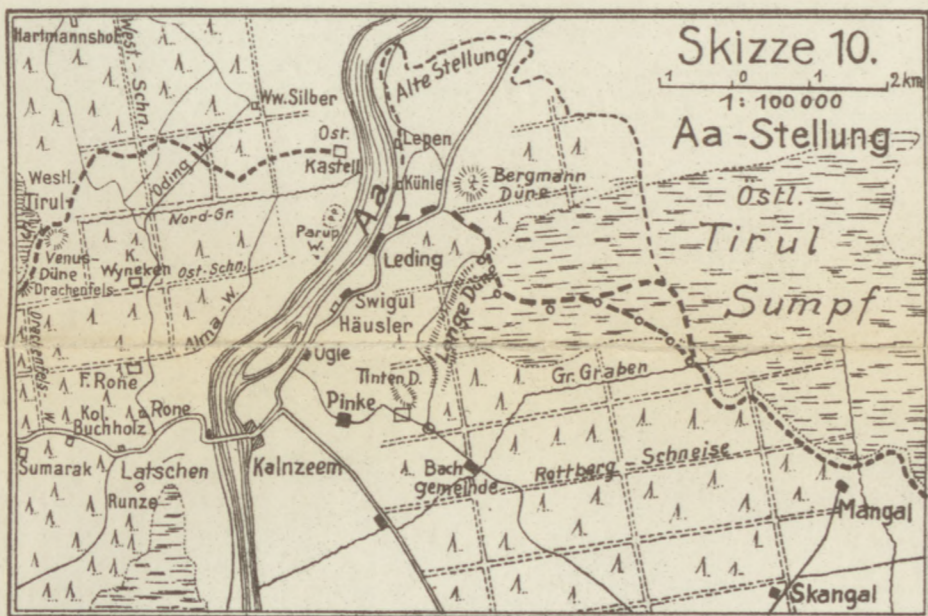 Skizze 10.
1 0 1 2 km
1:100 000
Aa-Stellung
Hartmannshof
West.-Schn.
Ww. Silber
Alte Stellung
Lepen
Ost.
Kastell
Oding W.
Kühle
Bergmann
Düne
Westl.
Tirul
Nord-Gr.
Parup
W.
Aa
Östl.
Tirul
Sumpf
Leding
Venus-
Düne
Drachenfels
K.
Wyneken
Ost-Schn.
Swigul
Häusler
Lange Düne
Alma-W.
Ugle
Gr. Graben
Drachenfels
W.
F. Rone
Tinten D.
Pinke
Kol.
Buchholz
Rone
Sumarak
Latschen
Runze
Kalnzeem
Bach
gemeinde
Rottberg - Schneise
Mangal
Skangal